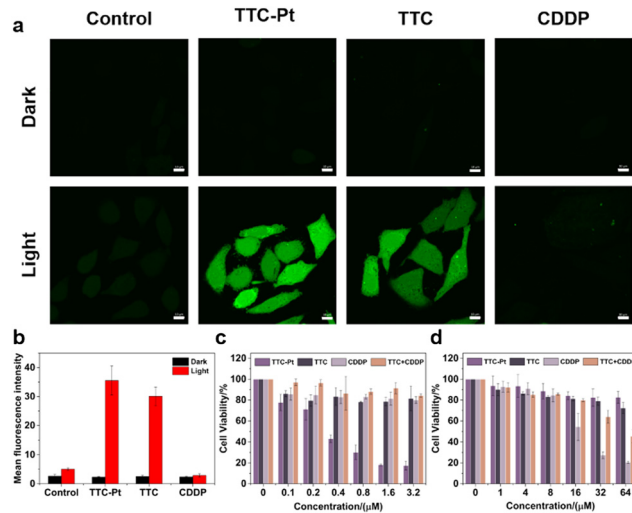 a
Control TTC-Pt TTC CDDP
Dark
Light
b
Mean fluorescence intensity
40
30
20
10
0
Dark
Light
Control TTC-Pt TTC CDDP
c
Cell Viability/%
120
100
80
60
40
20
0
TTC-Pt TTC CDDP TTC+CDDP
0 0.1 0.2 0.4 0.8 1.6 3.2
Concentration/(μM)
d
Cell Viability/%
120
100
80
60
40
20
0
TTC-Pt TTC CDDP TTC+CDDP
0 1 4 8 16 32 64
Concentration/(μM)